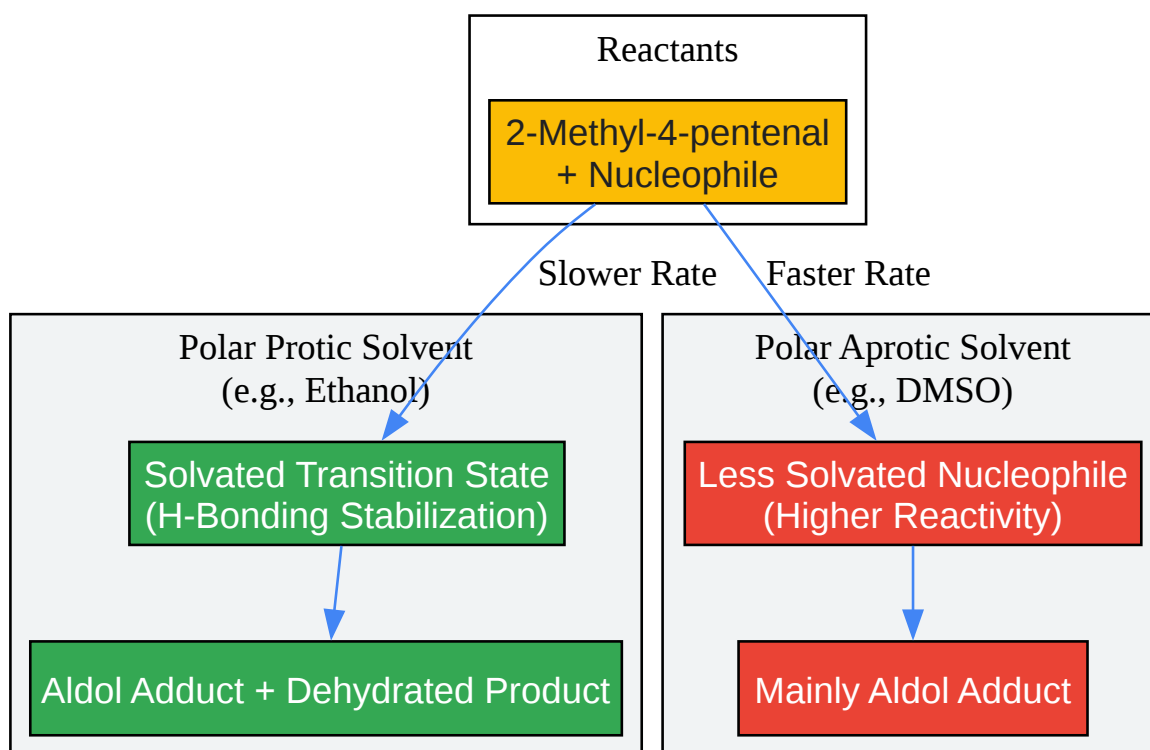 Reactants
2-Methyl-4-pentenal
+ Nucleophile
Slower Rate
Faster Rate
Polar Protic Solvent
(e.g., Ethanol)
Solvated Transition State
(H-Bonding Stabilization)
Aldol Adduct + Dehydrated Product
Polar Aprotic Solvent
(e.g., DMSO)
Less Solvated Nucleophile
(Higher Reactivity)
Mainly Aldol Adduct